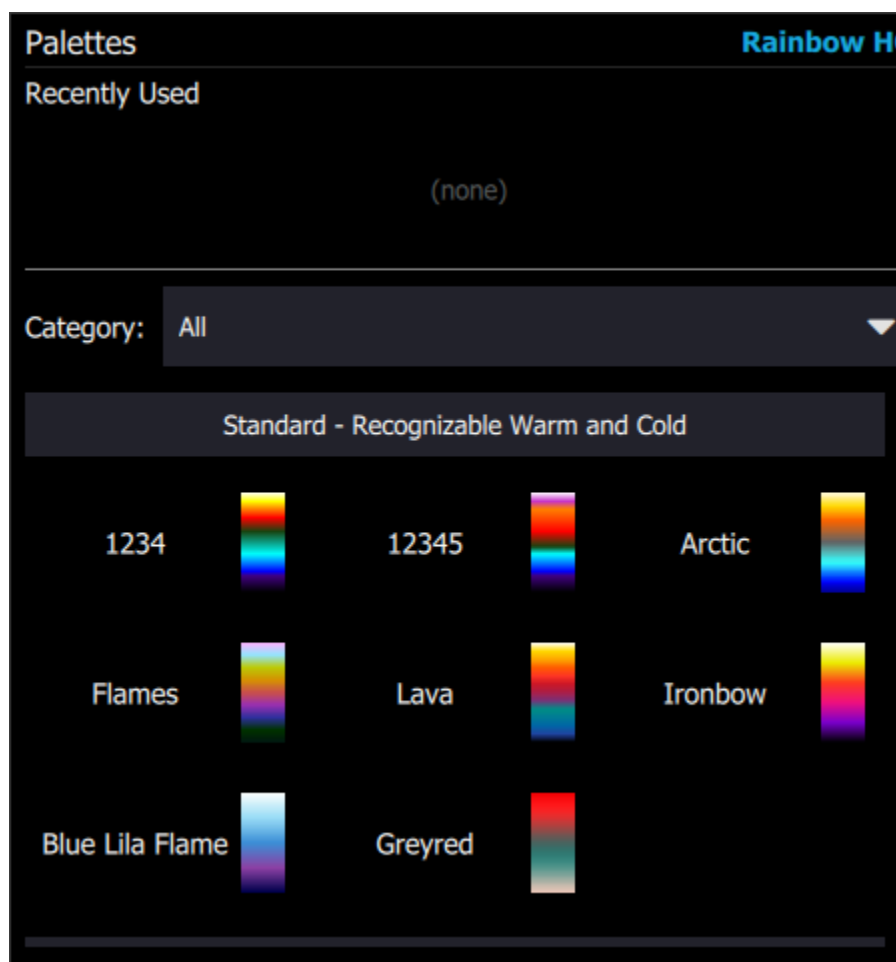 Palettes Rainbow
Recently Used
(none)
Category: All
Standard - Recognizable Warm and Cold
1234 12345 Arctic
Flames Lava Ironbow
Blue Lila Flame Greyred